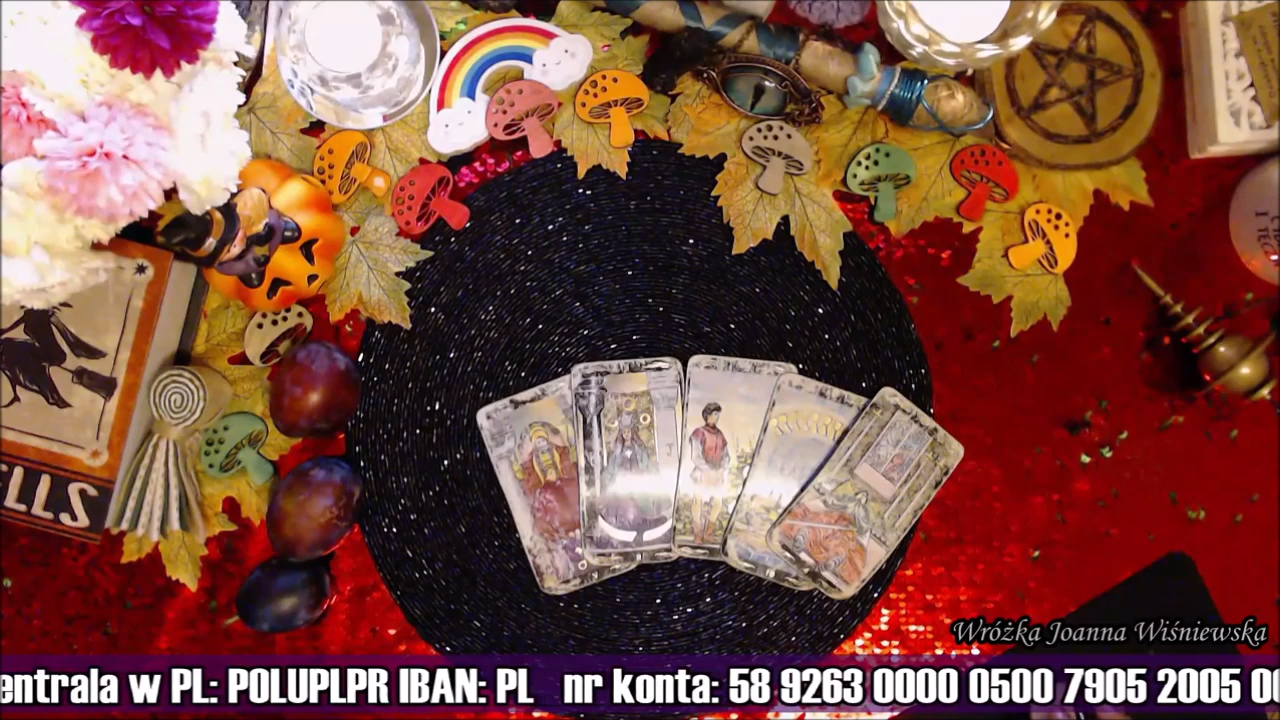 ELLS
Wróżka Joanna Wiśniewska
entrala w PL: POLUPLPR IBAN: PL nr konta: 58 9263 0000 0500 7905 2005 00